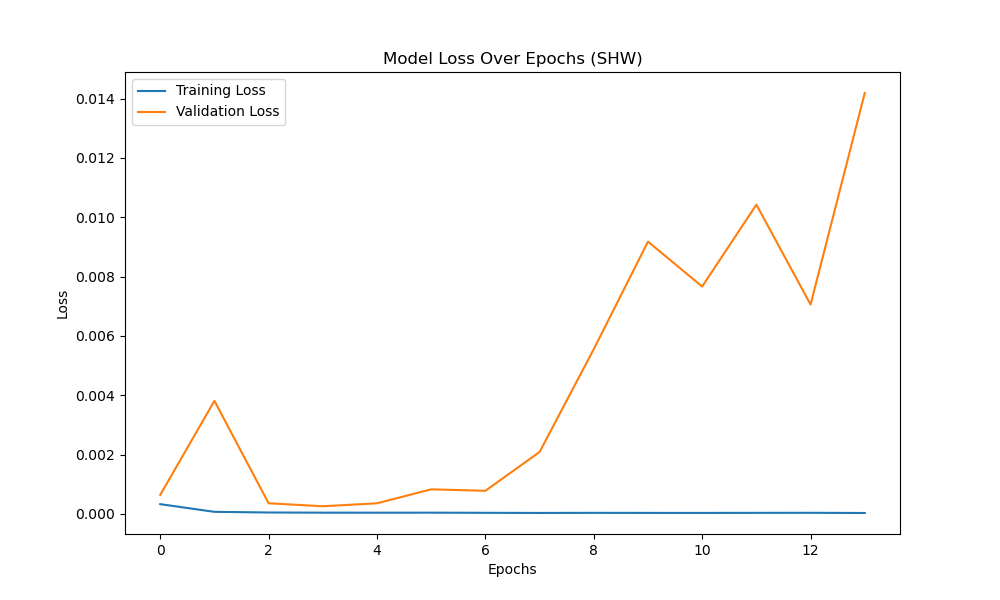 Model Loss Over Epochs (SHW)
Training Loss
Validation Loss
0.014
0.012
0.010
0.008
0.006
0.004
0.002
0.000
Loss
0 2 4 6 8 10 12
Epochs